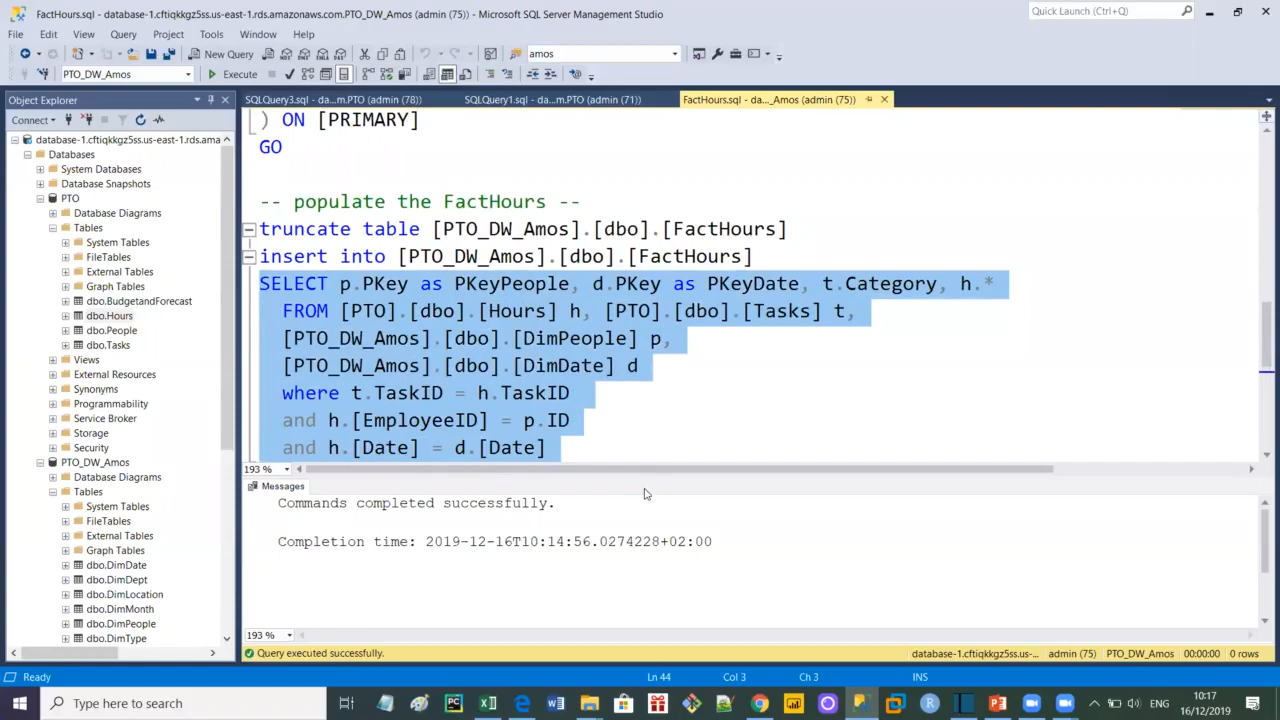 FactHours.sql - database-1.cftiqkkgz5ss.us-east-1.rds.amazonaws.com.PTO_DW_Amos (admin (75)) - Microsoft SQL Server Management Studio
Quick Launch (Ctrl+Q)
File Edit View Query Project Tools Window Help
New Query
amos
PTO_DW_Amos
Execute
Object Explorer
SQLQuery3.sql - da...m.PTO (admin (78))
SQLQuery1.sql - da...m.PTO (admin (71))
FactHours.sql - da..._Amos (admin (75))
Connect
database-1.cftiqkkgz5ss.us-east-1.rds.ama
Databases
System Databases
Database Snapshots
PTO
Database Diagrams
Tables
System Tables
FileTables
External Tables
Graph Tables
dbo.BudgetandForecast
dbo.Hours
dbo.People
dbo.Tasks
Views
External Resources
Synonyms
Programmability
Service Broker
Storage
Security
PTO_DW_Amos
Database Diagrams
Tables
System Tables
FileTables
External Tables
Graph Tables
dbo.DimDate
dbo.DimDept
dbo.DimLocation
dbo.DimMonth
dbo.DimPeople
dbo.DimType
) ON [PRIMARY]
GO
-- populate the FactHours --
truncate table [PTO_DW_Amos].[dbo].[FactHours]
insert into [PTO_DW_Amos].[dbo].[FactHours]
SELECT p.PKey as PKeyPeople, d.PKey as PKeyDate, t.Category, h.*
FROM [PTO].[dbo].[Hours] h, [PTO].[dbo].[Tasks] t,
[PTO_DW_Amos].[dbo].[DimPeople] p,
[PTO_DW_Amos].[dbo].[DimDate] d
where t.TaskID = h.TaskID
and h.[EmployeeID] = p.ID
and h.[Date] = d.[Date]
193 %
Messages
Commands completed successfully.
Completion time: 2019-12-16T10:14:56.0274228+02:00
193 %
Query executed successfully.
database-1.cftiqkkgz5ss.us-... admin (75) PTO_DW_Amos 00:00:00 0 rows
Ready
Ln 44 Col 3 Ch 3 INS
Type here to search
ENG
10:17
16/12/2019